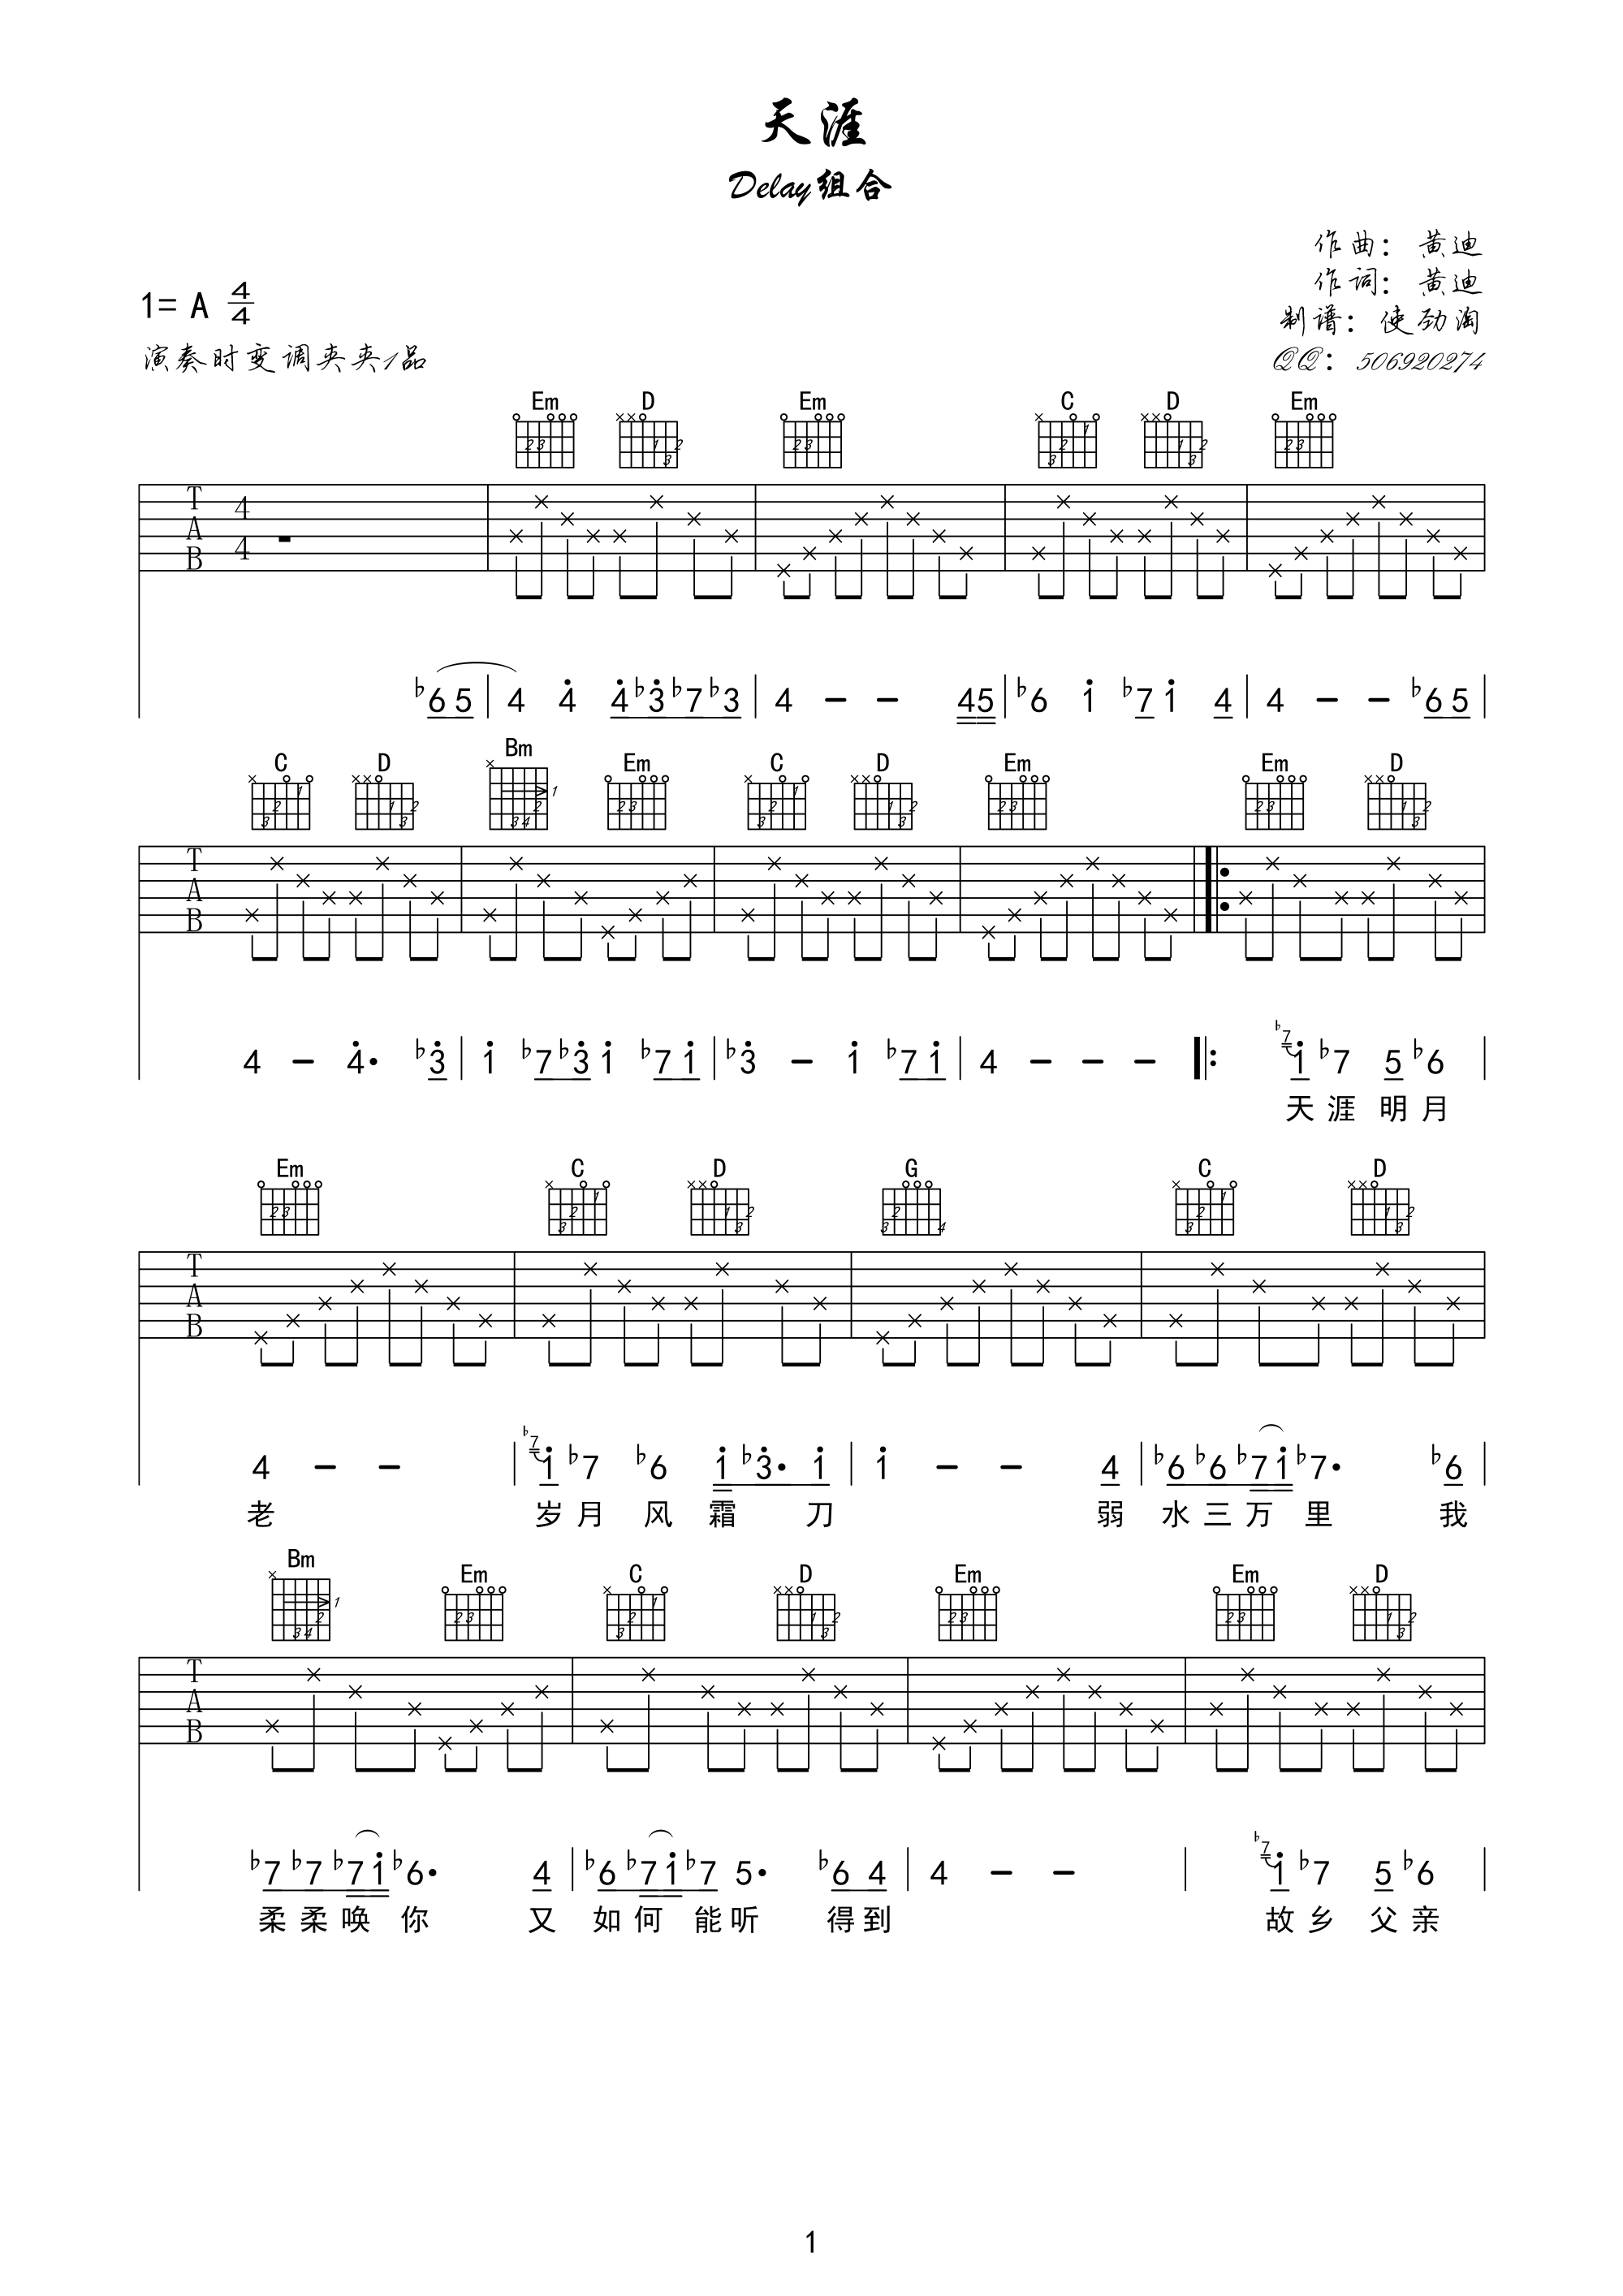 天涯
Delay组合
作曲：黄迪
作词：黄迪
制谱：使劲淘
QQ：506920274
1= A 4/4
演奏时变调夹夹1品
Em D Em C D Em
TAB 4/4
♭6 5 | 4 4̇ 4̇ ♭3̇ ♭7 ♭3 | 4 – – 4 5 | ♭6 1̇ ♭7 1̇ 4 | 4 – – ♭6 5 |
C D Bm Em C D Em Em D
TAB
4 – 4̇· ♭3̇ | 1̇ ♭7 ♭3̇ 1̇ ♭7 1̇ | ♭3̇ – 1̇ ♭7 1̇ | 4 – – – |: ♭7 1̇ ♭7 5 ♭6 |
天涯 明月
Em C D G C D
TAB
4 – – | ♭7 1̇ ♭7 ♭6 1̇ ♭3̇· 1̇ | 1̇ – – 4 | ♭6 ♭6 ♭7 1̇ ♭7· ♭6 |
老 岁月 风 霜 刀 弱 水三万 里 我
Bm Em C D Em Em D
TAB
♭7 ♭7 ♭7 1̇ ♭6· 4 | ♭6 ♭7 1̇ ♭7 5· ♭6 4 | 4 – – | ♭7 1̇ ♭7 5 ♭6 |
柔柔唤 你 又 如何 能听 得到 故乡 父亲
1